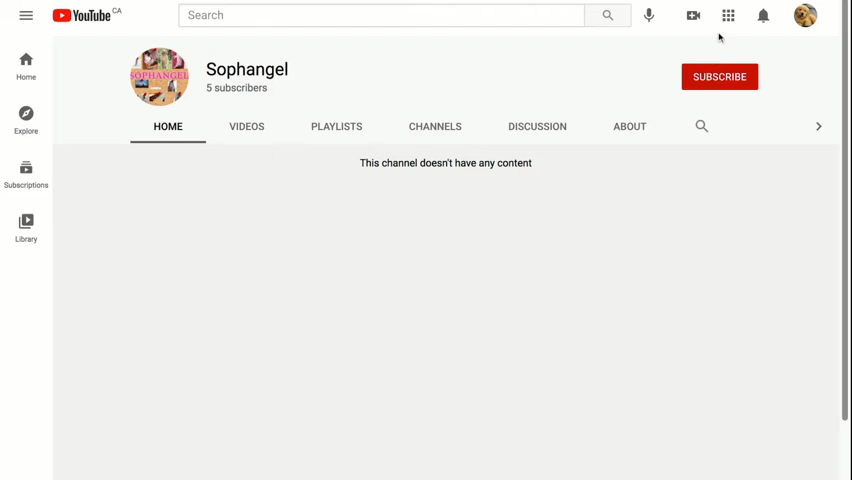 YouTube CA
Search
Home
Explore
Subscriptions
Library
SOPHANGEL
Sophangel
5 subscribers
SUBSCRIBE
HOME VIDEOS PLAYLISTS CHANNELS DISCUSSION ABOUT
This channel doesn't have any content